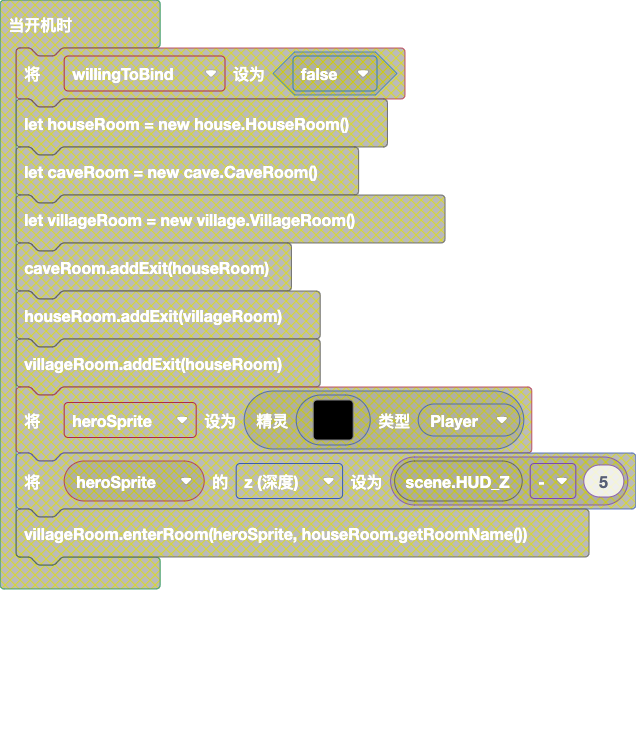 当开机时
将 willingToBind 设为 false
let houseRoom = new house.HouseRoom()
let caveRoom = new cave.CaveRoom()
let villageRoom = new village.VillageRoom()
caveRoom.addExit(houseRoom)
houseRoom.addExit(villageRoom)
villageRoom.addExit(houseRoom)
将 heroSprite 设为 精灵 类型 Player
将 heroSprite 的 z (深度) 设为 scene.HUD_Z - 5
villageRoom.enterRoom(heroSprite, houseRoom.getRoomName())